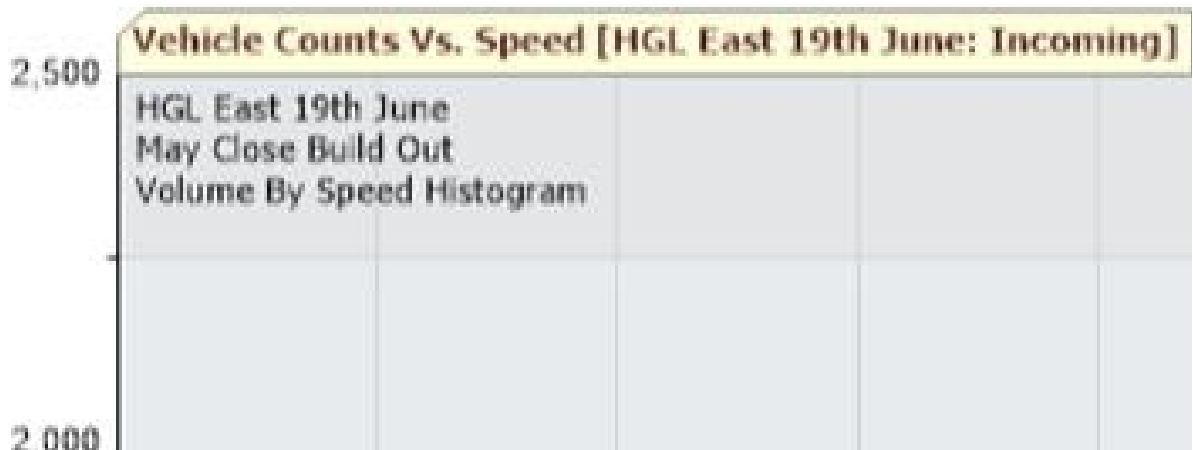 Vehicle Counts Vs. Speed [HGL East 19th June: Incoming]
2,500
HGL East 19th June
May Close Build Out
Volume By Speed Histogram
2,000